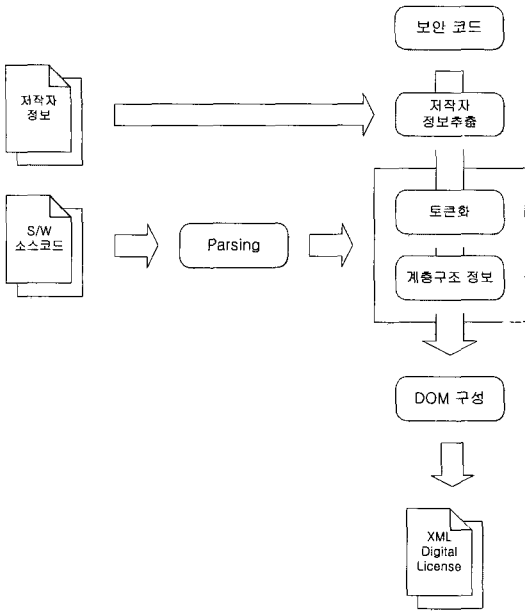 보안 코드
저작자
정보
저작자
정보추출
S/W
소스코드
Parsing
토큰화
계층구조 정보
DOM 구성
XML
Digital
License